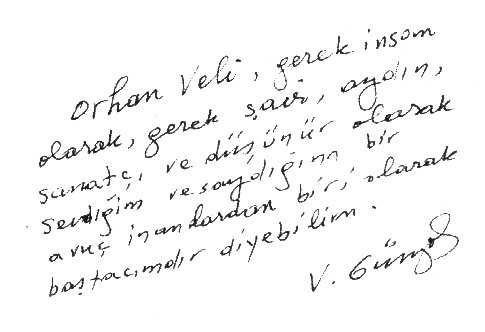 Orhan Veli, gerek insan
olarak, gerek şair, aydın,
sanatçı ve düşünür olarak
sevdiğim ve saydığım bir
avuç inanlardan biri olarak
baştacımdır diyebilirim.
V. Günyol